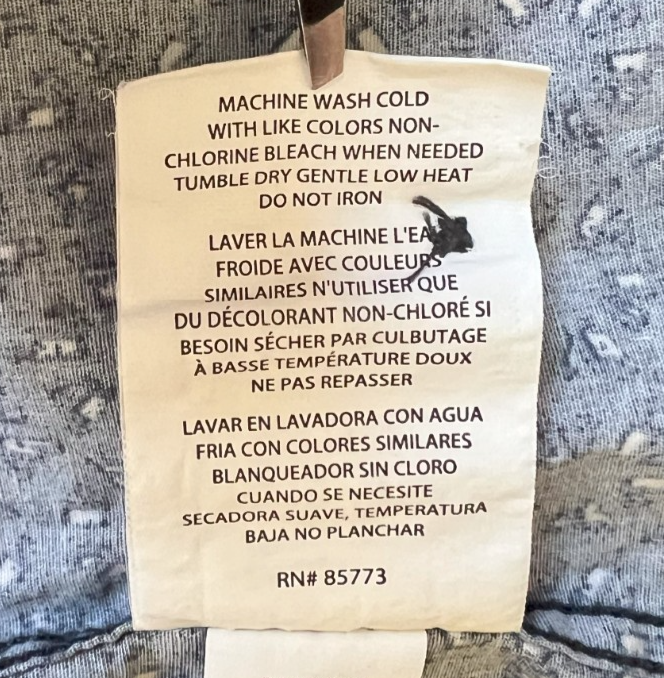 MACHINE WASH COLD
WITH LIKE COLORS NON-
CHLORINE BLEACH WHEN NEEDED
TUMBLE DRY GENTLE LOW HEAT
DO NOT IRON
LAVER LA MACHINE
FROIDE AVEC COULEURS
SIMILAIRES N'UTILISER QUE
DU DÉCOLORANT NON-CHLORÉ SI
BESOIN SÉCHER PAR CULBUTAGE
À BASSE TEMPÉRATURE DOUX
NE PAS REPASSER
LAVAR EN LAVADORA CON AGUA
FRIA CON COLORES SIMILARES
BLANQUEADOR SIN CLORO
CUANDO SE NECESITE
SECADORA SUAVE, TEMPERATURA
BAJA NO PLANCHAR
RN# 85773